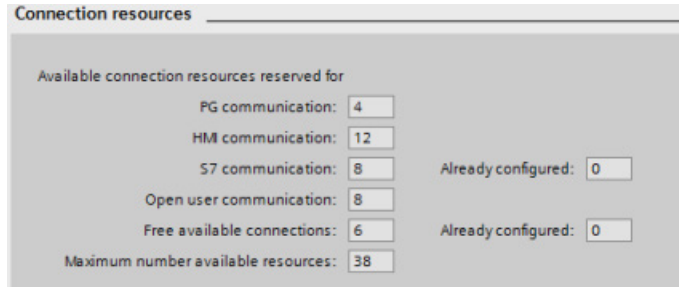 Connection resources
Available connection resources reserved for
PG communication: 4
HMI communication: 12
S7 communication: 8 Already configured: 0
Open user communication: 8
Free available connections: 6 Already configured: 0
Maximum number available resources: 38